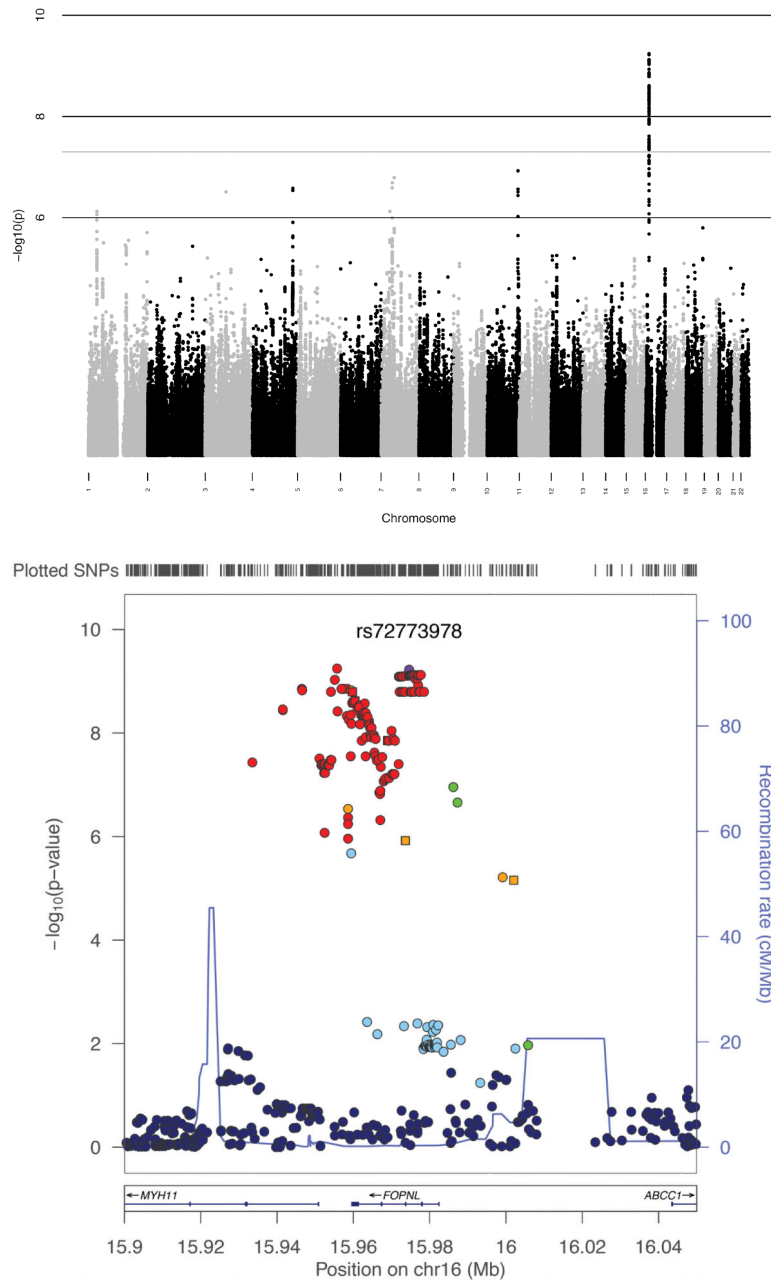 10
8
6
-log10(p)
1 2 3 4 5 6 7 8 9 10 11 12 13 14 15 16 17 18 19 20 21 22
Chromosome
Plotted SNPs
rs72773978
10
8
6
4
2
0
−log10(p−value)
100
80
60
40
20
0
Recombination rate (cM/Mb)
←MYH11
←FOPNL
ABCC1→
15.9 15.92 15.94 15.96 15.98 16 16.02 16.04
Position on chr16 (Mb)